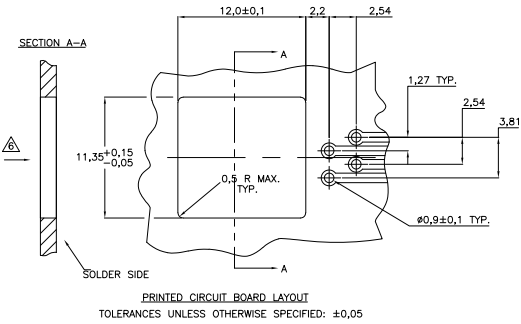 12,0±0,1
2,2
2,54
SECTION A-A
A
1,27 TYP.
2,54
3,81
6
11,35 +0,15 -0,05
0,5 R MAX. TYP.
Ø0,9±0,1 TYP.
A
SOLDER SIDE
PRINTED CIRCUIT BOARD LAYOUT
TOLERANCES UNLESS OTHERWISE SPECIFIED: ±0,05